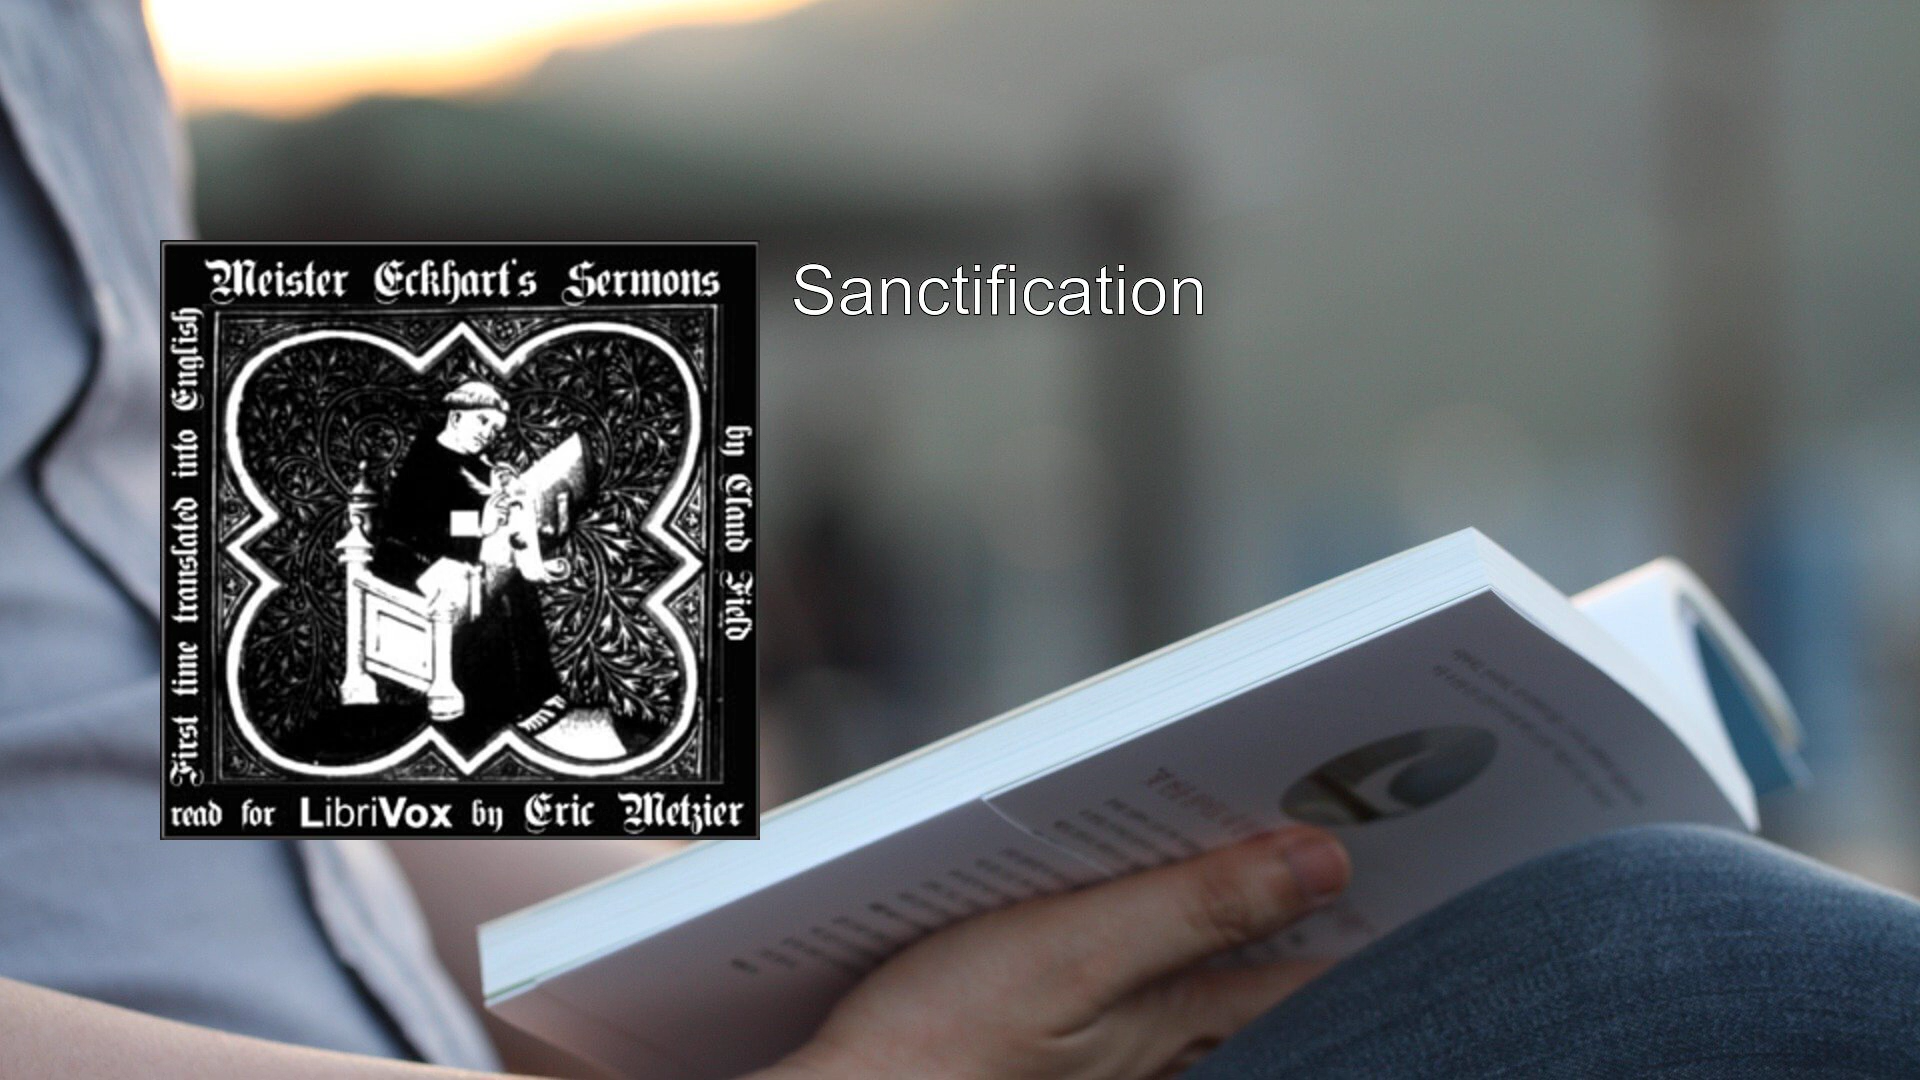 Meister Eckhart's Sermons
First time translated into English
by Claud Field
read for LibriVox by Eric Metzier
Sanctification